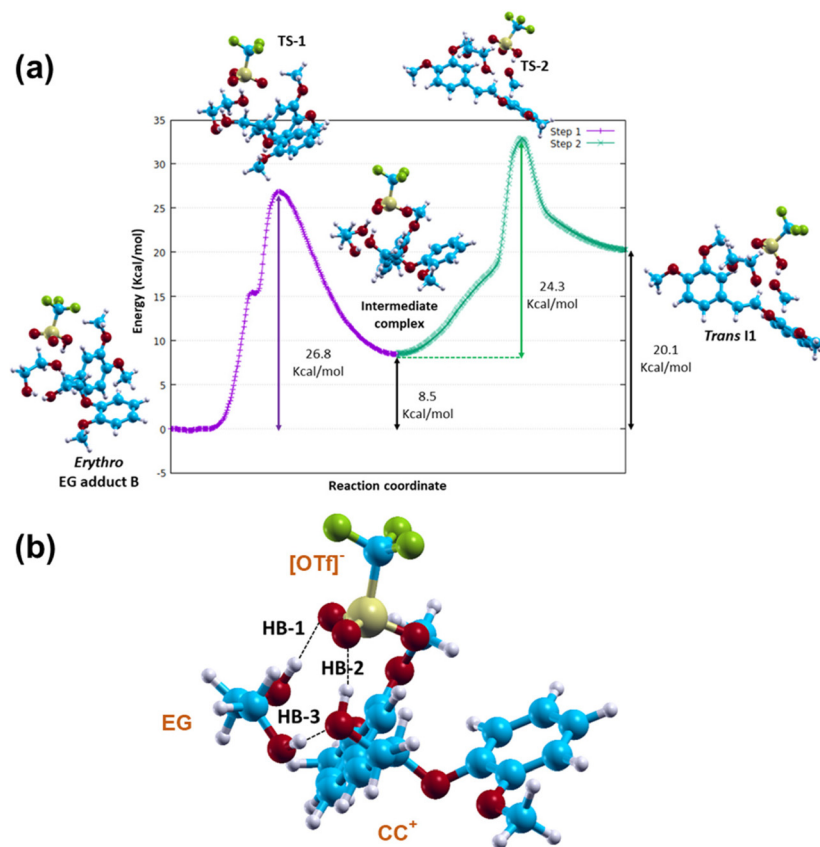 (a)
TS-1
TS-2
Step 1
Step 2
35
30
25
20
15
10
5
0
-5
Energy (Kcal/mol)
Reaction coordinate
Intermediate
complex
26.8
Kcal/mol
8.5
Kcal/mol
24.3
Kcal/mol
20.1
Kcal/mol
Trans I1
Erythro
EG adduct B
(b)
[OTf]⁻
HB-1
HB-2
HB-3
EG
CC⁺